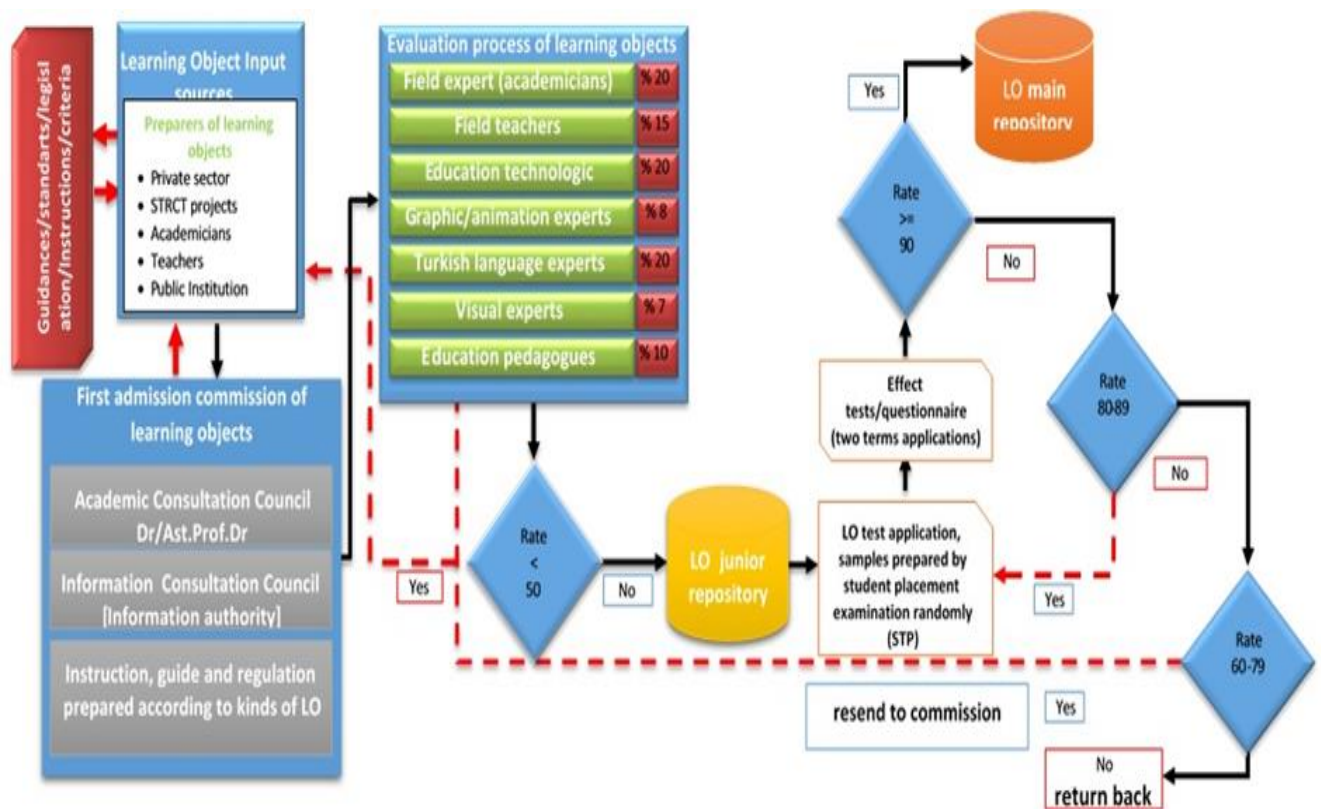 Guidances/standarts/legisl
ation/Instructions/criteria
Learning Object Input
sources
Preparers of learning
objects
• Private sector
• STRCT projects
• Academicians
• Teachers
• Public Institution
First admission commission of
learning objects
Academic Consultation Council
Dr/Ast.Prof.Dr
Information Consultation Council
[Information authority]
Instruction, guide and regulation
prepared according to kinds of LO
Evaluation process of learning objects
Field expert (academicians) % 20
Field teachers % 15
Education technologic % 20
Graphic/animation experts % 8
Turkish language experts % 20
Visual experts % 7
Education pedagogues % 10
Rate
<
50
Yes
No
LO junior
repository
LO test application,
samples prepared by
student placement
examination randomly
(STP)
Effect
tests/questionnaire
(two terms applications)
Rate
>=
90
Yes
LO main
repository
No
Rate
80-89
Yes
No
Rate
60-79
Yes
resend to commission
No
return back